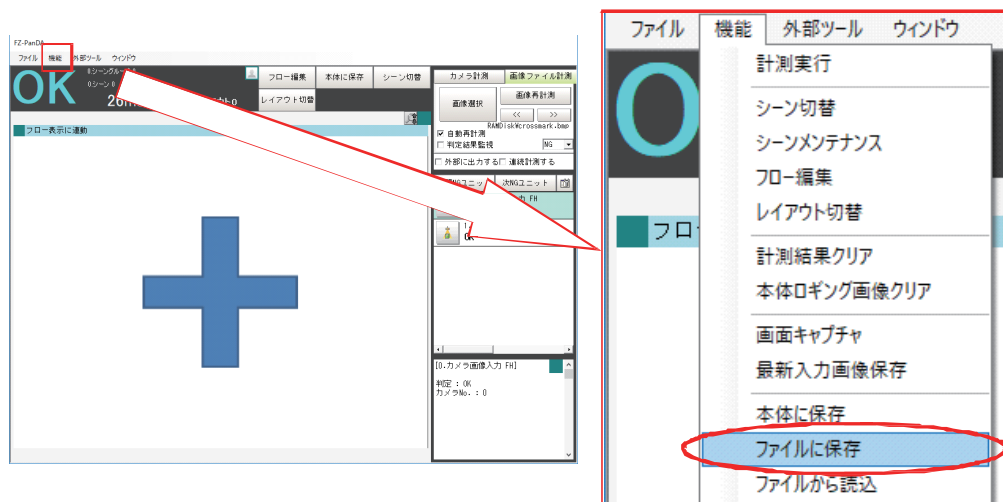 FZ-PanDA
ファイル 機能 外部ツール ウィンドウ
OK
フロー編集 本体に保存 シーン切替
レイアウト切替
フロー表示に連動
カメラ計測 画像ファイル計測
画像選択
画像再計測
<< >>
RAMDisk¥crossmark.bmp
自動再計測
判定結果監視 NG
外部に出力する 連続計測する
次NGユニット
力 FH
[0.カメラ画像入力 FH]
判定 : OK
カメラNo. : 0
ファイル 機能 外部ツール ウィンドウ
計測実行
シーン切替
シーンメンテナンス
フロー編集
レイアウト切替
計測結果クリア
本体ロギング画像クリア
画面キャプチャ
最新入力画像保存
本体に保存
ファイルに保存
ファイルから読込
フロ